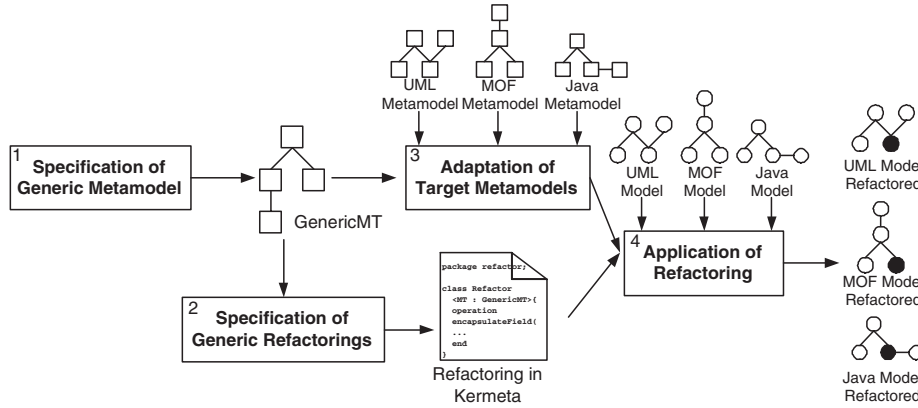 1
Specification of
Generic Metamodel
GenericMT
UML
Metamodel
MOF
Metamodel
Java
Metamodel
3
Adaptation of
Target Metamodels
2
Specification of
Generic Refactorings
package refactor;
class Refactor
<MT : GenericMT>{
operation
encapsulateField(
...
end
}
Refactoring in
Kermeta
UML
Model
MOF
Model
Java
Model
4
Application of
Refactoring
UML Model
Refactored
MOF Model
Refactored
Java Model
Refactored